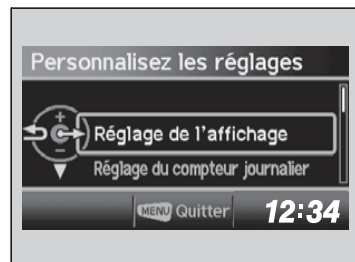 Personnalisez les réglages
+
Réglage de l'affichage
–
Réglage du compteur journalier
MENU Quitter 12:34